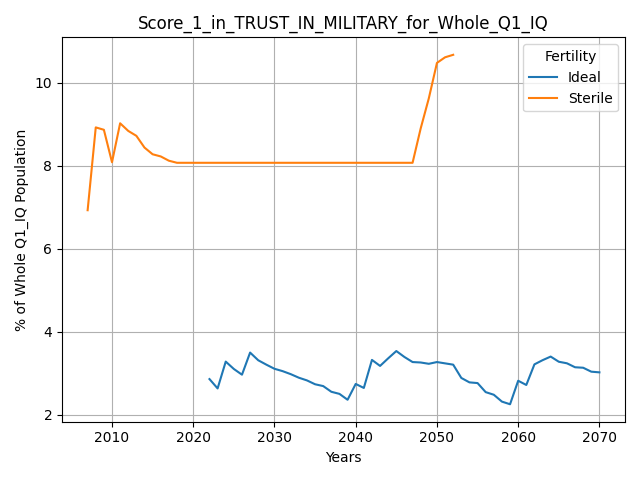 Score_1_in_TRUST_IN_MILITARY_for_Whole_Q1_IQ
Fertility
Ideal
Sterile
% of Whole Q1_IQ Population
10
8
6
4
2
2010
2020
2030
2040
2050
2060
2070
Years